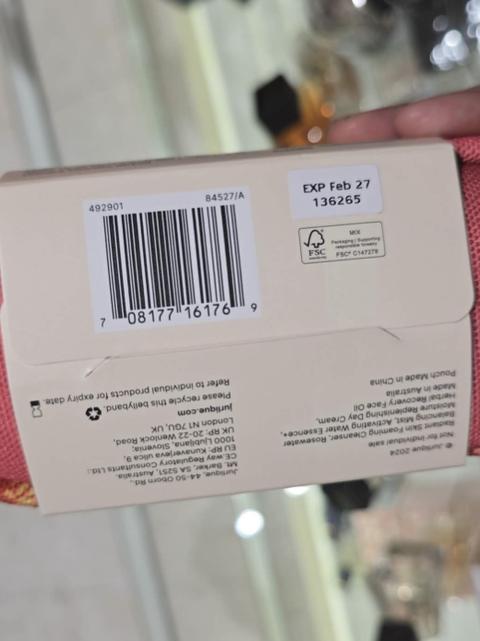 492901
84527/A
7 08177 16176 9
EXP Feb 27
136265
FSC
MIX
Packaging | Supporting
responsible forestry
FSC® C147279
© Jurlique 2024
Not for individual sale
Radiant Skin Foaming Cleanser, Rosewater
Balancing Mist, Activating Water Essence+,
Moisture Replenishing Day Cream,
Herbal Recovery Face Oil
Made in Australia
Pouch Made in China
Jurlique, 44-50 Oborn Rd.,
Mt Barker, SA 5251, Australia.
CE.way Regulatory Consultants Ltd.:
EU RP: Kunaverjeva ulica 9,
1000 Ljubljana, Slovenia;
UK RP: 20-22 Wenlock Road,
London N1 7GU, UK
jurlique.com
Please recycle this bellyband.
Refer to individual products for expiry date.